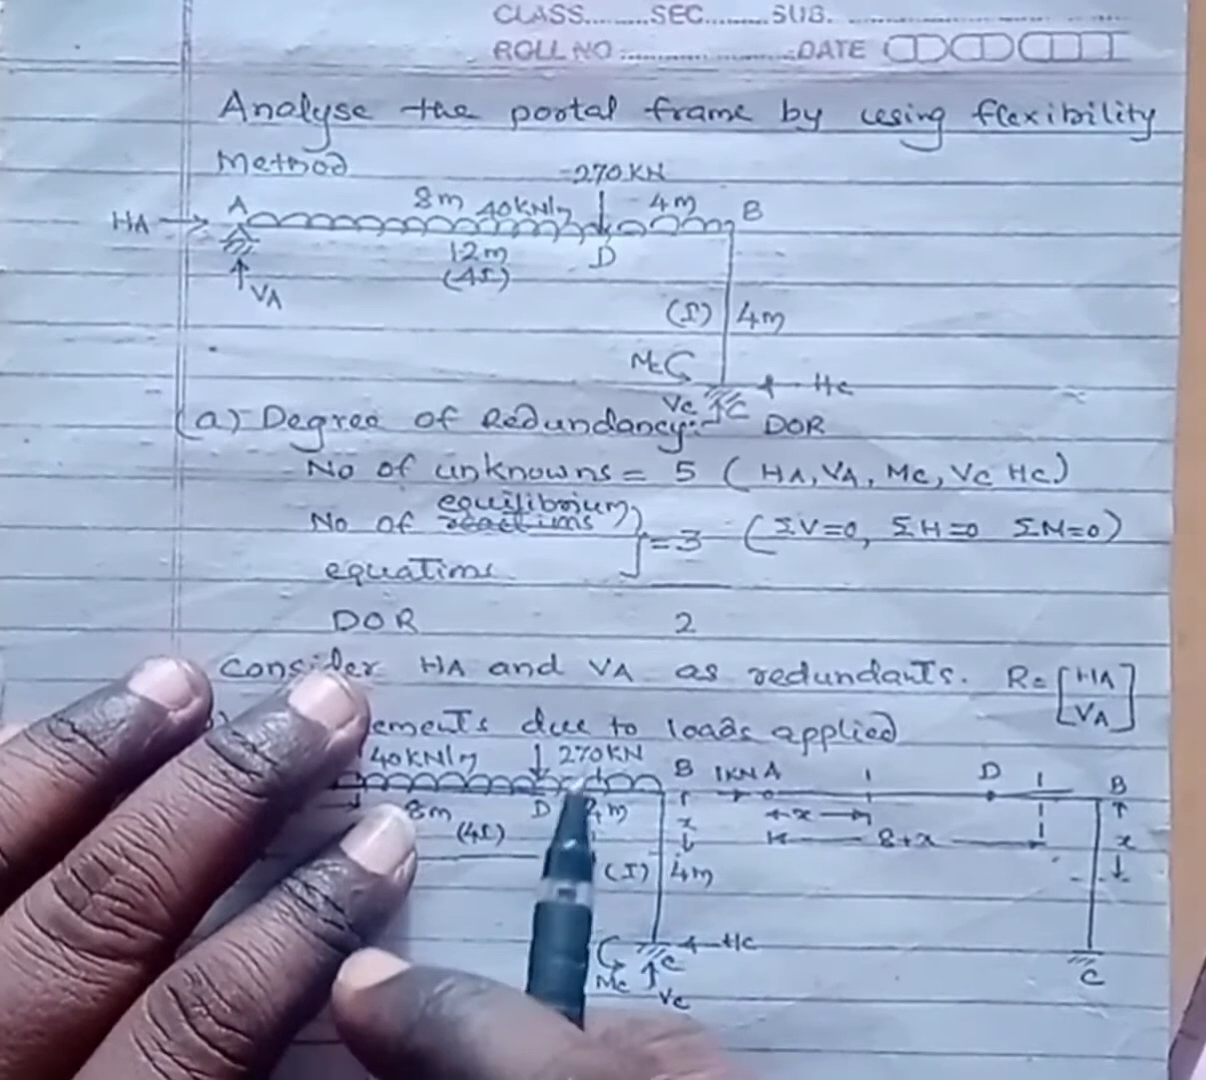 CLASS.........SEC.........SUB. .......................
ROLL NO ......................DATE
Analyse the portal frame by using flexibility
Method
270 KN
8m 40KN/m 4m
HA A B
12m D
(4I)
VA
(I) 4m
Mc
Hc
Vc C
(a) Degree of Redundancy:- DOR
No of unknowns = 5 ( HA, VA, Mc, Vc Hc)
equilibrium
No of reactions = 3 ( ΣV=0, ΣH=0 ΣM=0)
equations
DOR 2
Consider HA and VA as redundants. R= [HA
VA]
ements due to loads applied
40KN/m 270KN B 1KN A D 1 B
8m D 4m x x x
(4I) 8+x
(I) 4m
Hc
Mc C C
Vc